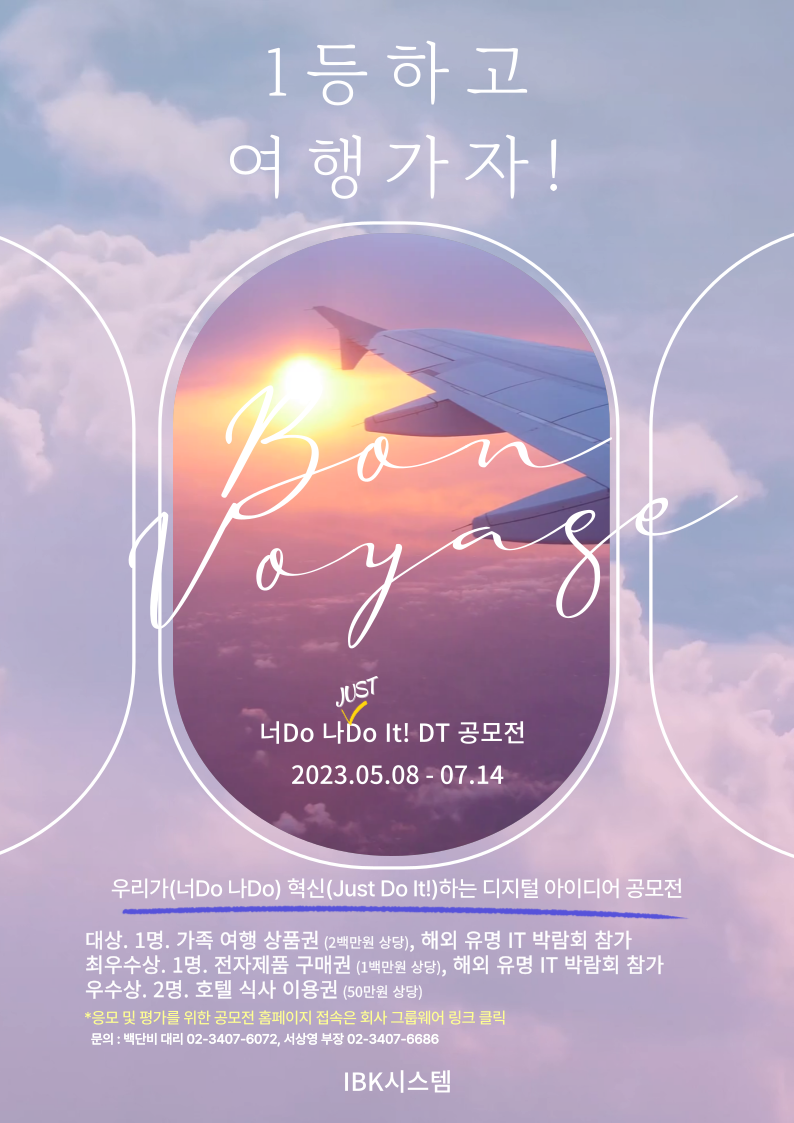 1등하고
여행가자!
Bon
Voyage
JUST
너Do 나Do It! DT 공모전
2023.05.08 - 07.14
우리가(너Do 나Do) 혁신(Just Do It!)하는 디지털 아이디어 공모전
대상. 1명. 가족 여행 상품권 (2백만원 상당), 해외 유명 IT 박람회 참가
최우수상. 1명. 전자제품 구매권 (1백만원 상당), 해외 유명 IT 박람회 참가
우수상. 2명. 호텔 식사 이용권 (50만원 상당)
*응모 및 평가를 위한 공모전 홈페이지 접속은 회사 그룹웨어 링크 클릭
문의 : 백단비 대리 02-3407-6072, 서상영 부장 02-3407-6686
IBK시스템